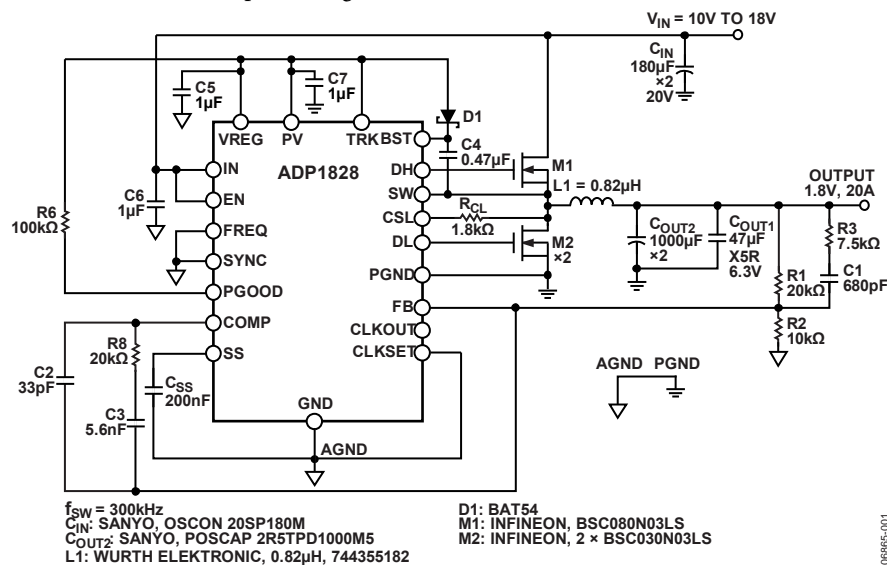 V_IN = 10V TO 18V
C_IN
180µF
×2
20V
C5
1µF
C7
1µF
D1
VREG
PV
TRK
BST
ADP1828
C4
0.47µF
M1
IN
DH
OUTPUT
1.8V, 20A
L1 = 0.82µH
EN
SW
C6
1µF
R_CL
1.8kΩ
CSL
R6
100kΩ
FREQ
DL
M2
×2
C_OUT2
1000µF
×2
C_OUT1
47µF
X5R
6.3V
R3
7.5kΩ
SYNC
PGND
R1
20kΩ
C1
680pF
PGOOD
FB
COMP
CLKOUT
R2
10kΩ
R8
20kΩ
SS
CLKSET
C2
33pF
C_SS
200nF
AGND PGND
C3
5.6nF
GND
AGND
f_SW = 300kHz
C_IN: SANYO, OSCON 20SP180M
C_OUT2: SANYO, POSCAP 2R5TPD1000M5
L1: WURTH ELEKTRONIC, 0.82µH, 744355182
D1: BAT54
M1: INFINEON, BSC080N03LS
M2: INFINEON, 2 × BSC030N03LS
06865-001